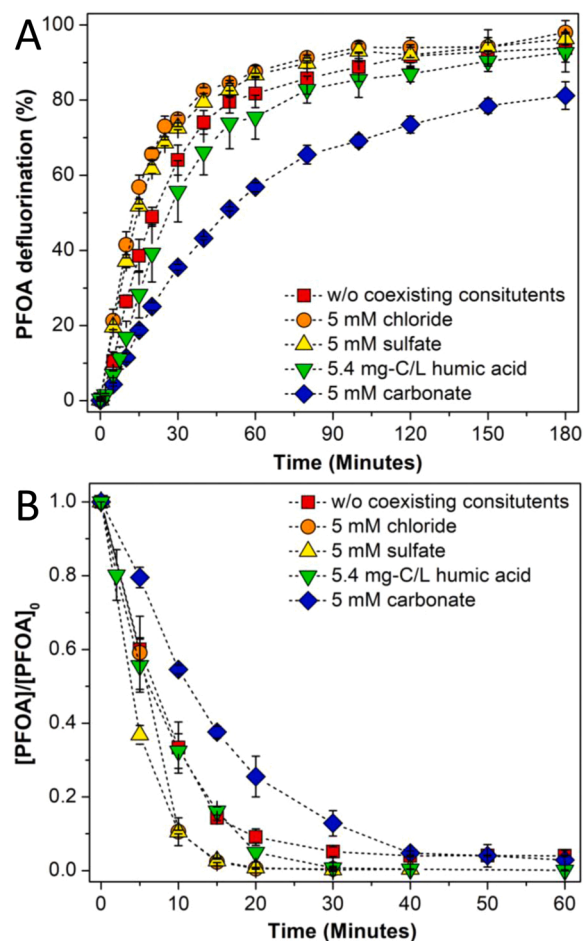 A
PFOA defluorination (%)
100
80
60
40
20
0
w/o coexisting consitutents
5 mM chloride
5 mM sulfate
5.4 mg-C/L humic acid
5 mM carbonate
0 30 60 90 120 150 180
Time (Minutes)
B
[PFOA]/[PFOA]0
1.0
0.8
0.6
0.4
0.2
0.0
w/o coexisting consitutents
5 mM chloride
5 mM sulfate
5.4 mg-C/L humic acid
5 mM carbonate
0 10 20 30 40 50 60
Time (Minutes)